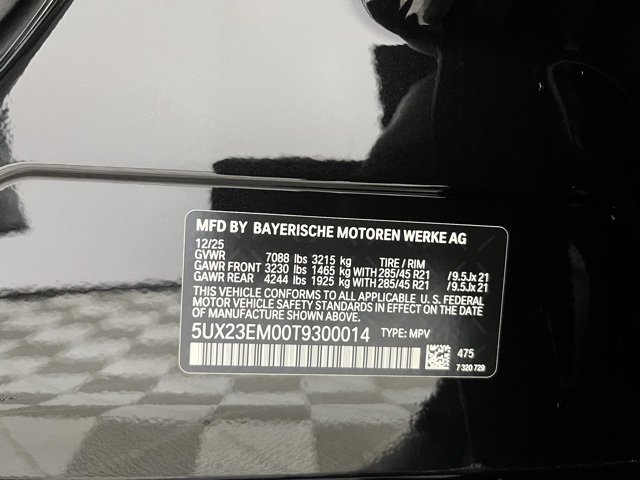 MFD BY BAYERISCHE MOTOREN WERKE AG
12/25
GVWR 7088 lbs 3215 kg TIRE / RIM
GAWR FRONT 3230 lbs 1465 kg WITH 285/45 R21 /9.5Jx21
GAWR REAR 4244 lbs 1925 kg WITH 285/45 R21 /9.5Jx21
THIS VEHICLE CONFORMS TO ALL APPLICABLE U. S. FEDERAL
MOTOR VEHICLE SAFETY STANDARDS IN EFFECT ON THE DATE
OF MANUFACTURE SHOWN ABOVE.
5UX23EM00T9300014 TYPE: MPV
475
7 320 729